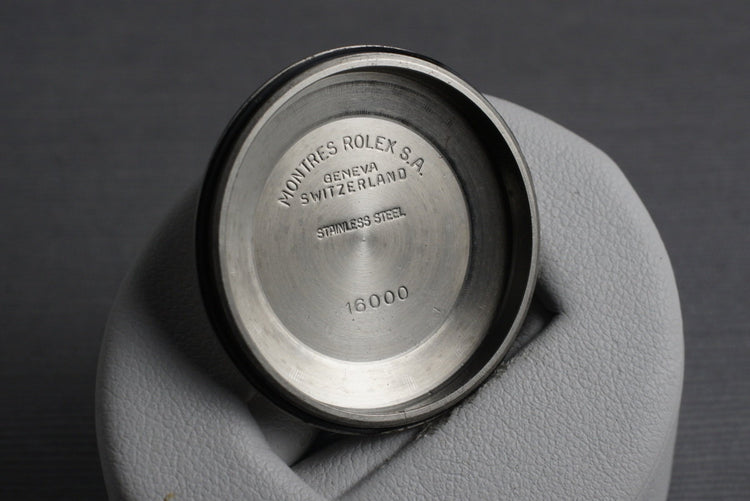 MONTRES ROLEX S.A.
GENEVA
SWITZERLAND
STAINLESS STEEL
16000